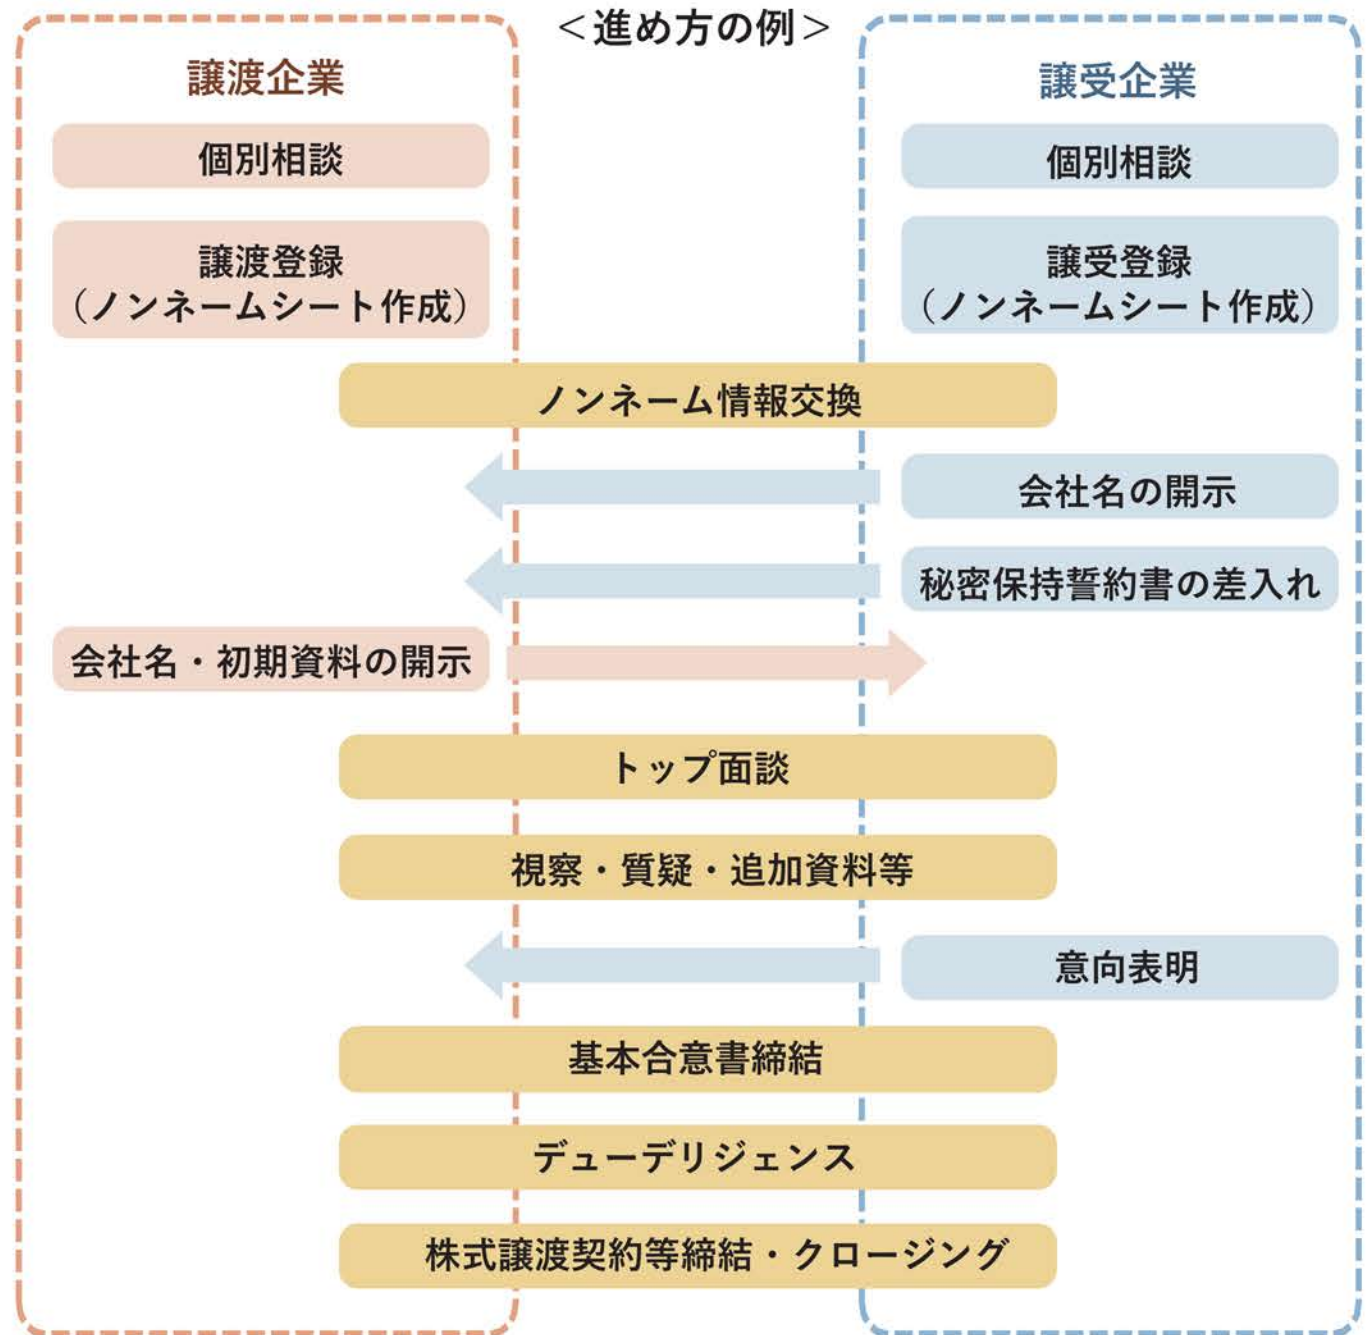 ＜進め方の例＞
譲渡企業
譲受企業
個別相談
個別相談
譲渡登録
（ノンネームシート作成）
譲受登録
（ノンネームシート作成）
ノンネーム情報交換
会社名の開示
秘密保持誓約書の差入れ
会社名・初期資料の開示
トップ面談
視察・質疑・追加資料等
意向表明
基本合意書締結
デューデリジェンス
株式譲渡契約等締結・クロージング